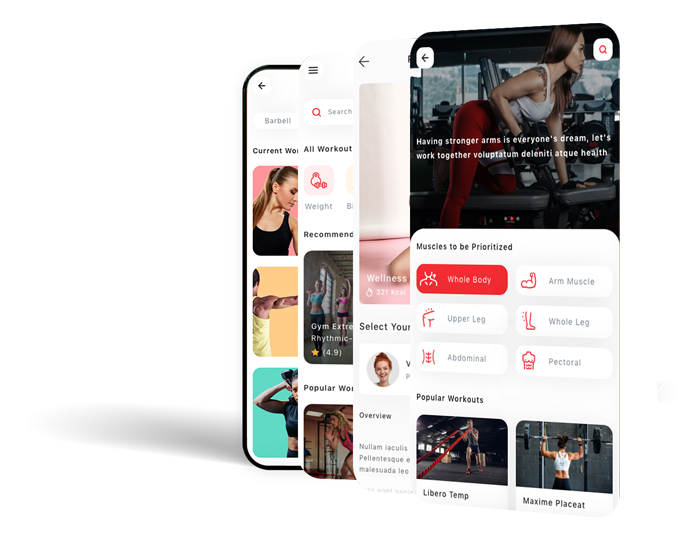 Barbell
Current Wor
Search
All Workout
Weight
Bi
Recommend
Gym Extre
Rhythmic-
(4.9)
Popular Wor
Wellness
321 kcal
Select Your
Overview
Nullam iaculis
Pellentesque e
malesuada leo
Having stronger arms is everyone's dream, let's
work together voluptatum deleniti atque health
Muscles to be Prioritized
Whole Body
Arm Muscle
Upper Leg
Whole Leg
Abdominal
Pectoral
Popular Workouts
Libero Temp
Maxime Placeat